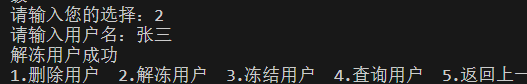 请输入您的选择：2
请输入用户名：张三
解冻用户成功
1.删除用户  2.解冻用户  3.冻结用户  4.查询用户  5.返回上一